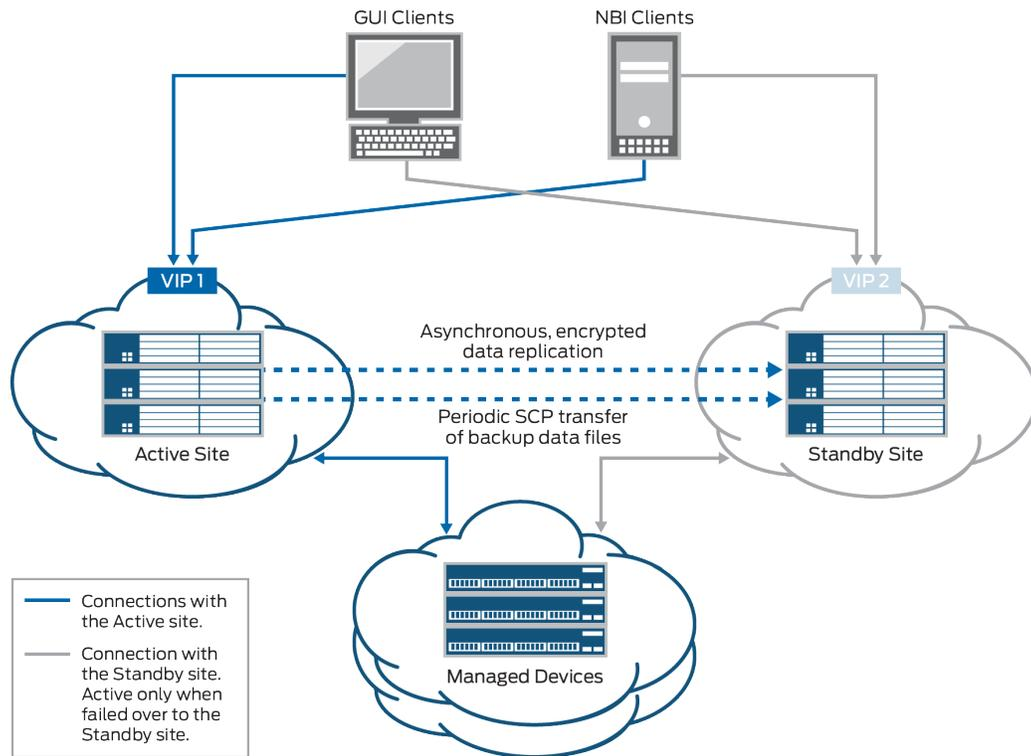 GUI Clients
NBI Clients
VIP 1
VIP 2
Asynchronous, encrypted
data replication
Periodic SCP transfer
of backup data files
Active Site
Standby Site
Managed Devices
Connections with
the Active site.
Connection with
the Standby site.
Active only when
failed over to the
Standby site.